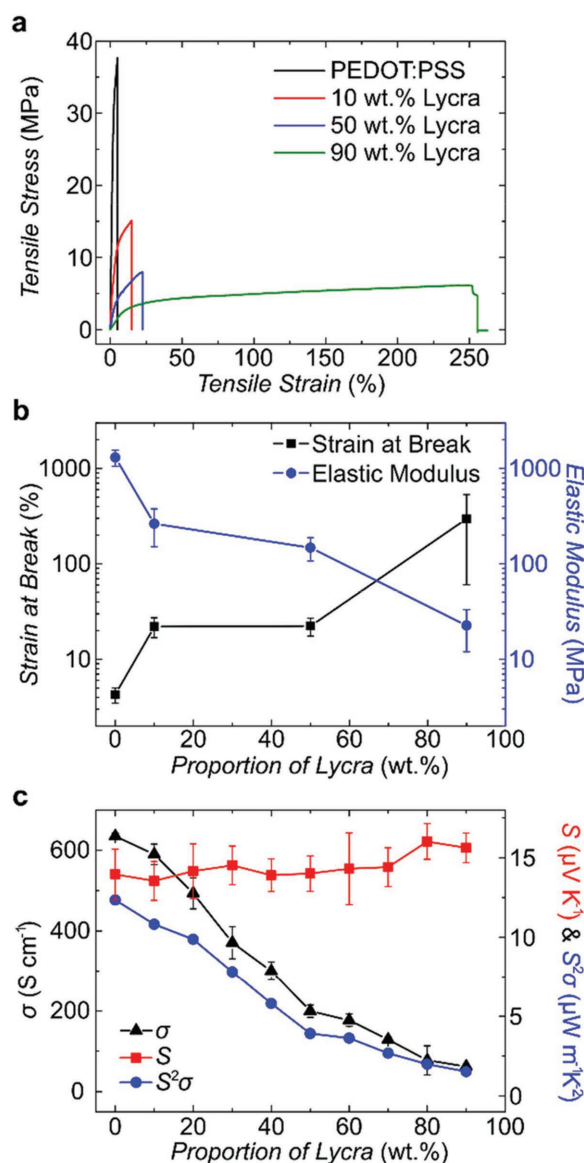 a
40
30
20
10
0
Tensile Stress (MPa)
PEDOT:PSS
10 wt.% Lycra
50 wt.% Lycra
90 wt.% Lycra
0 50 100 150 200 250
Tensile Strain (%)
b
1000
100
10
Strain at Break (%)
Strain at Break
Elastic Modulus
1000
100
10
Elastic Modulus
(MPa)
0 20 40 60 80 100
Proportion of Lycra (wt.%)
c
600
400
200
0
σ (S cm⁻¹)
σ
S
S²σ
15
10
5
0
S (µV K⁻¹) & S²σ (µW m⁻¹K⁻²)
0 20 40 60 80 100
Proportion of Lycra (wt.%)